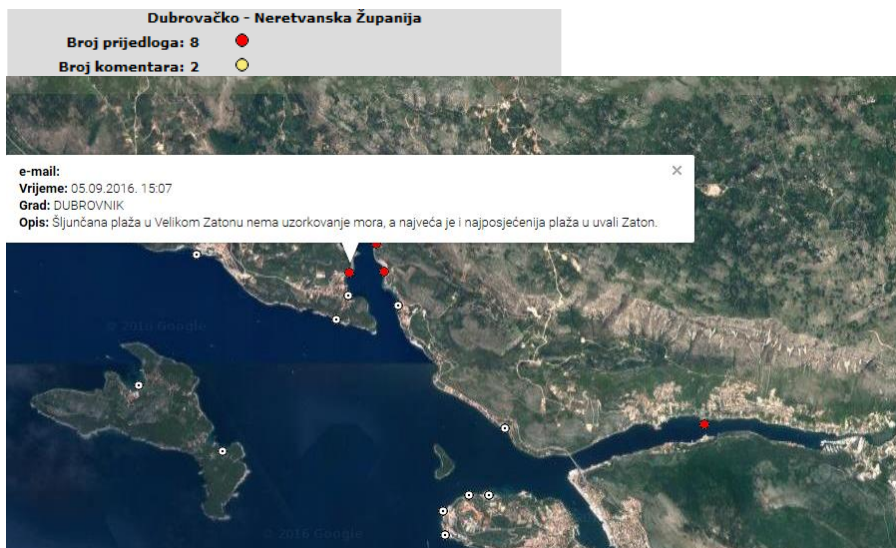 Dubrovačko - Neretvanska Županija
Broj prijedloga: 8
Broj komentara: 2
e-mail:
Vrijeme: 05.09.2016. 15:07
Grad: DUBROVNIK
Opis: Šljunčana plaža u Velikom Zatonu nema uzorkovanje mora, a najveća je i najposjećenija plaža u uvali Zaton.
© 2016 Google
© 2016 Google